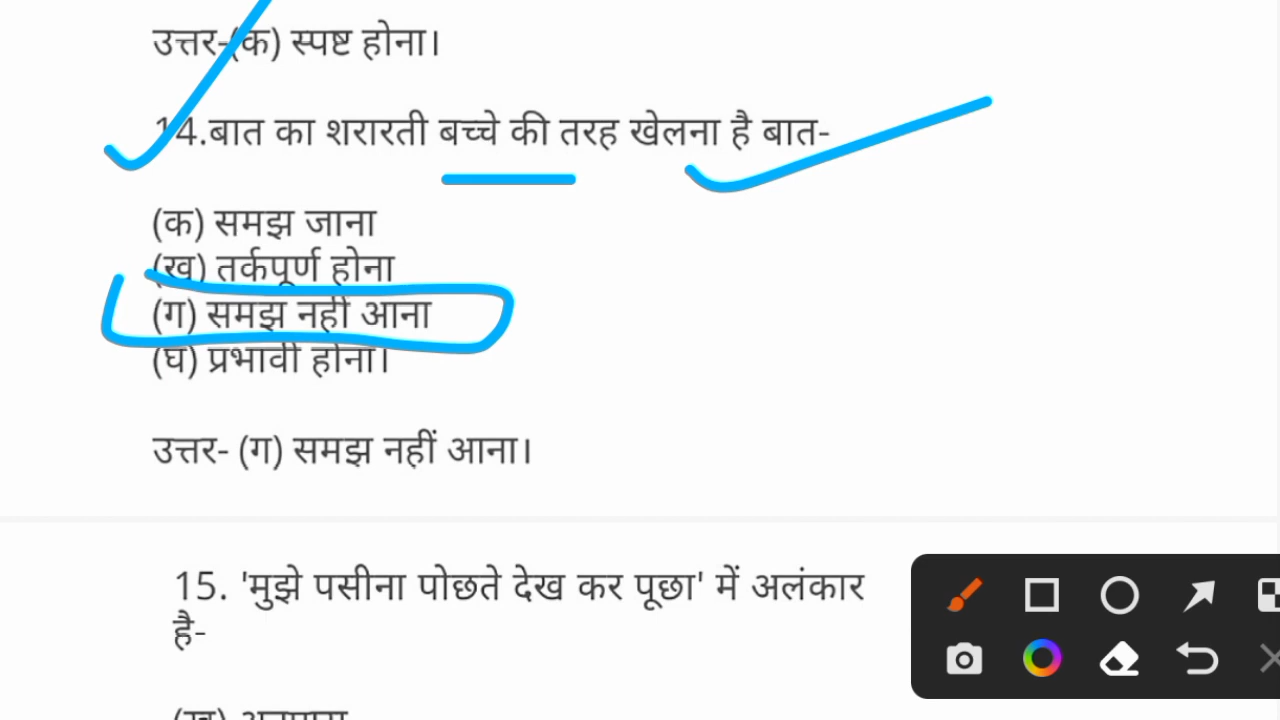 उत्तर-(क) स्पष्ट होना।
14.बात का शरारती बच्चे की तरह खेलना है बात-
(क) समझ जाना
(ख) तर्कपूर्ण होना
(ग) समझ नहीं आना
(घ) प्रभावी होना।
उत्तर- (ग) समझ नहीं आना।
15. 'मुझे पसीना पोछते देख कर पूछा' में अलंकार
है-